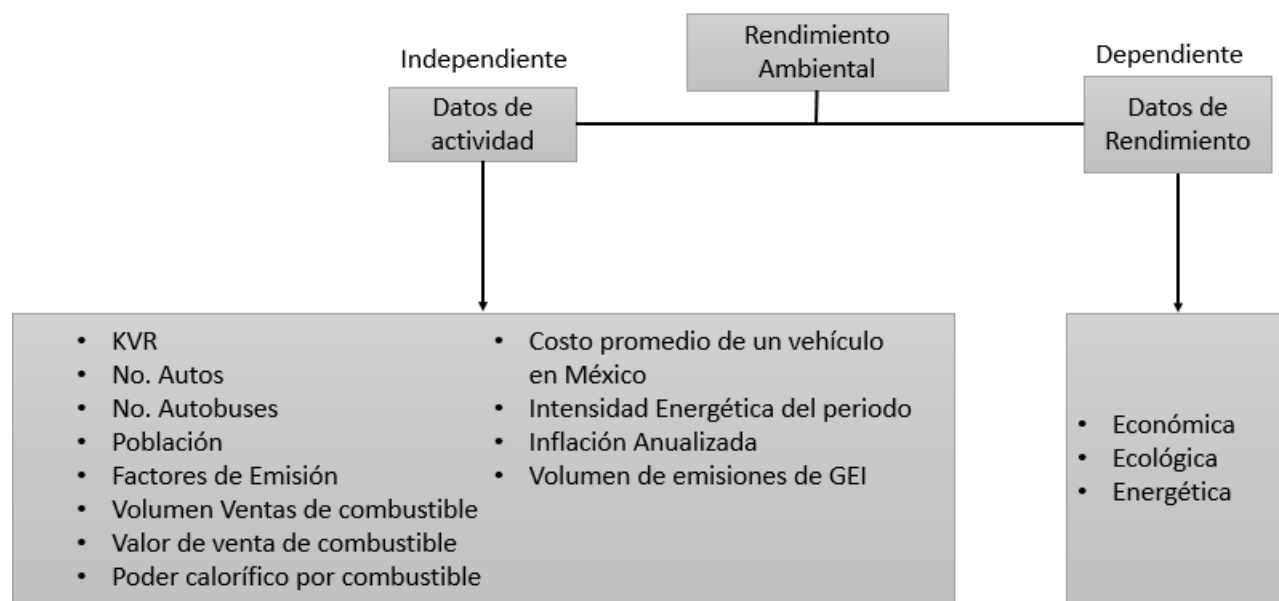 Rendimiento
Ambiental
Independiente
Dependiente
Datos de
actividad
Datos de
Rendimiento
• KVR
• No. Autos
• No. Autobuses
• Población
• Factores de Emisión
• Volumen Ventas de combustible
• Valor de venta de combustible
• Poder calorífico por combustible
• Costo promedio de un vehículo
en México
• Intensidad Energética del periodo
• Inflación Anualizada
• Volumen de emisiones de GEI
• Económica
• Ecológica
• Energética